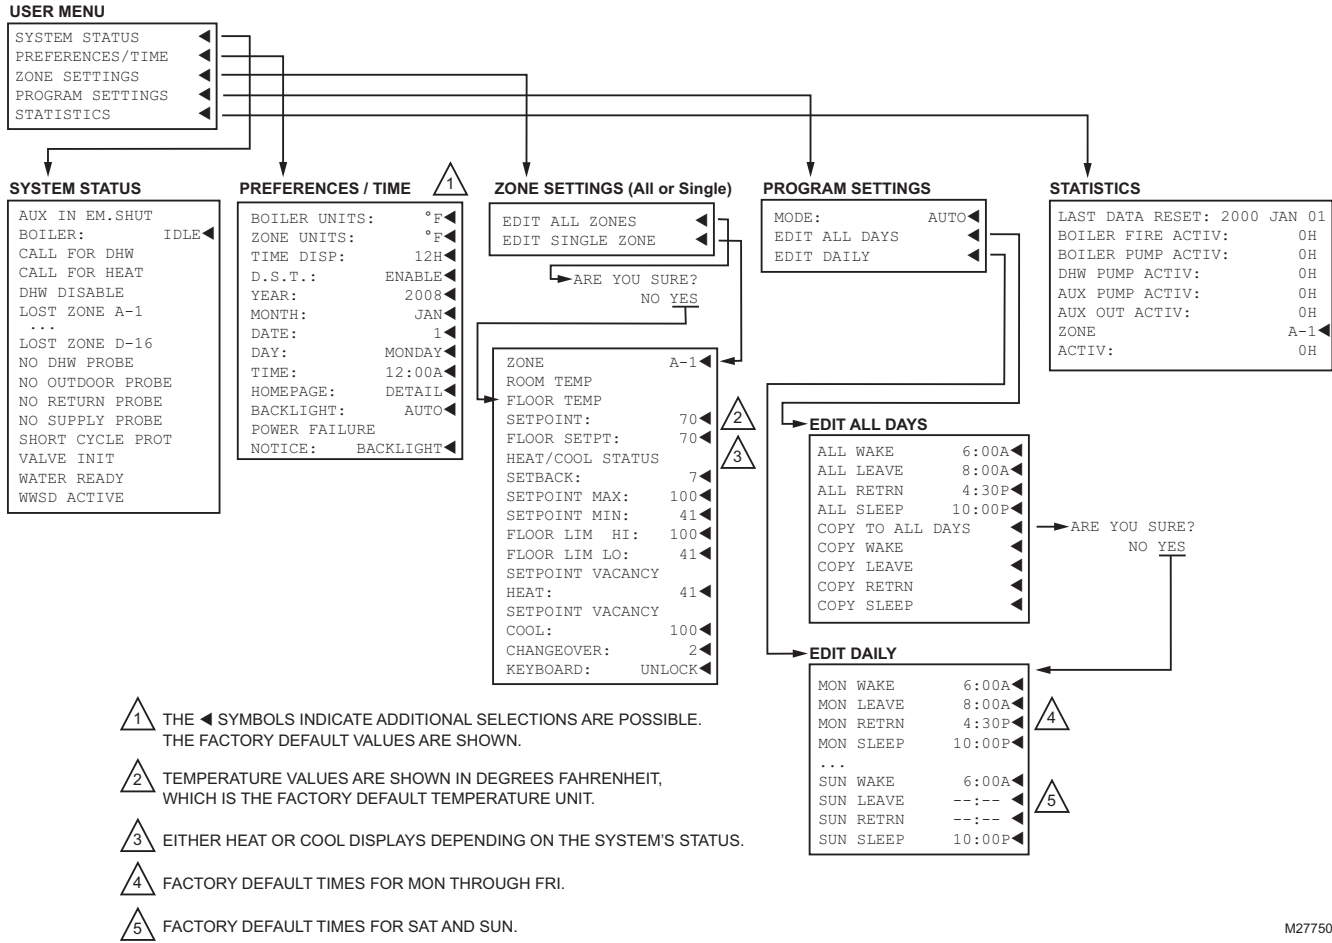 USER MENU
SYSTEM STATUS ◀
PREFERENCES/TIME ◀
ZONE SETTINGS ◀
PROGRAM SETTINGS ◀
STATISTICS ◀
SYSTEM STATUS
AUX IN EM.SHUT
BOILER: IDLE◀
CALL FOR DHW
CALL FOR HEAT
DHW DISABLE
LOST ZONE A-1
...
LOST ZONE D-16
NO DHW PROBE
NO OUTDOOR PROBE
NO RETURN PROBE
NO SUPPLY PROBE
SHORT CYCLE PROT
VALVE INIT
WATER READY
WWSD ACTIVE
PREFERENCES / TIME
1
BOILER UNITS: °F◀
ZONE UNITS: °F◀
TIME DISP: 12H◀
D.S.T.: ENABLE◀
YEAR: 2008◀
MONTH: JAN◀
DATE: 1◀
DAY: MONDAY◀
TIME: 12:00A◀
HOMEPAGE: DETAIL◀
BACKLIGHT: AUTO◀
POWER FAILURE
NOTICE: BACKLIGHT◀
ZONE SETTINGS (All or Single)
EDIT ALL ZONES ◀
EDIT SINGLE ZONE ◀
ARE YOU SURE?
NO YES
ZONE A-1◀
ROOM TEMP
FLOOR TEMP
SETPOINT: 70◀
2
FLOOR SETPT: 70◀
3
HEAT/COOL STATUS
SETBACK: 7◀
SETPOINT MAX: 100◀
SETPOINT MIN: 41◀
FLOOR LIM HI: 100◀
FLOOR LIM LO: 41◀
SETPOINT VACANCY
HEAT: 41◀
SETPOINT VACANCY
COOL: 100◀
CHANGEOVER: 2◀
KEYBOARD: UNLOCK◀
PROGRAM SETTINGS
MODE: AUTO◀
EDIT ALL DAYS ◀
EDIT DAILY ◀
STATISTICS
LAST DATA RESET: 2000 JAN 01
BOILER FIRE ACTIV: 0H
BOILER PUMP ACTIV: 0H
DHW PUMP ACTIV: 0H
AUX PUMP ACTIV: 0H
AUX OUT ACTIV: 0H
ZONE A-1◀
ACTIV: 0H
EDIT ALL DAYS
ALL WAKE 6:00A◀
ALL LEAVE 8:00A◀
ALL RETRN 4:30P◀
ALL SLEEP 10:00P◀
COPY TO ALL DAYS ◀
COPY WAKE ◀
COPY LEAVE ◀
COPY RETRN ◀
COPY SLEEP ◀
ARE YOU SURE?
NO YES
EDIT DAILY
MON WAKE 6:00A◀
MON LEAVE 8:00A◀
MON RETRN 4:30P◀
4
MON SLEEP 10:00P◀
...
SUN WAKE 6:00A◀
SUN LEAVE --:-- ◀
5
SUN RETRN --:-- ◀
SUN SLEEP 10:00P◀
1 THE ◀ SYMBOLS INDICATE ADDITIONAL SELECTIONS ARE POSSIBLE.
THE FACTORY DEFAULT VALUES ARE SHOWN.
2 TEMPERATURE VALUES ARE SHOWN IN DEGREES FAHRENHEIT,
WHICH IS THE FACTORY DEFAULT TEMPERATURE UNIT.
3 EITHER HEAT OR COOL DISPLAYS DEPENDING ON THE SYSTEM'S STATUS.
4 FACTORY DEFAULT TIMES FOR MON THROUGH FRI.
5 FACTORY DEFAULT TIMES FOR SAT AND SUN.
M27750